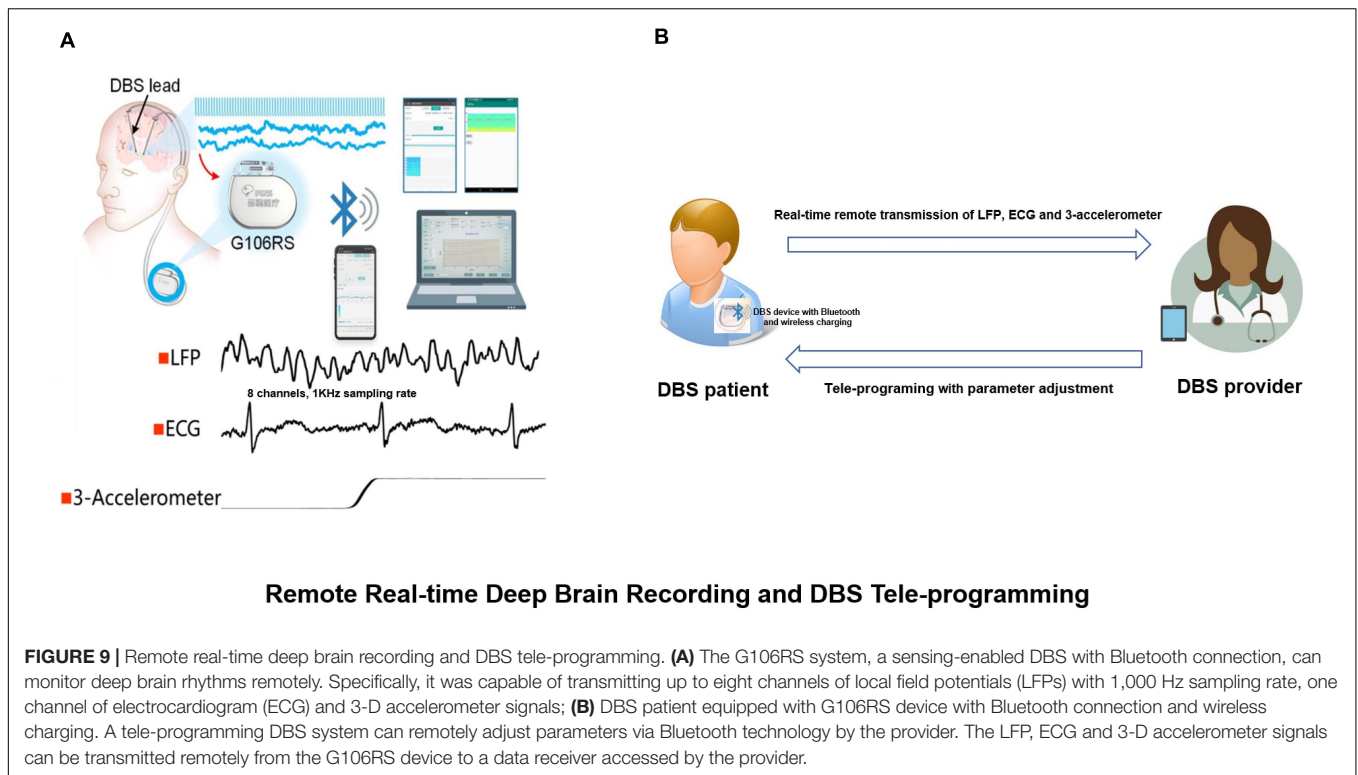 A
DBS lead
PINS
品驰医疗
G106RS
LFP
8 channels, 1KHz sampling rate
ECG
3-Accelerometer
B
Real-time remote transmission of LFP, ECG and 3-accelerometer
DBS device with Bluetooth
and wireless charging
DBS patient
Tele-programing with parameter adjustment
DBS provider
Remote Real-time Deep Brain Recording and DBS Tele-programming
FIGURE 9 | Remote real-time deep brain recording and DBS tele-programming. (A) The G106RS system, a sensing-enabled DBS with Bluetooth connection, can
monitor deep brain rhythms remotely. Specifically, it was capable of transmitting up to eight channels of local field potentials (LFPs) with 1,000 Hz sampling rate, one
channel of electrocardiogram (ECG) and 3-D accelerometer signals; (B) DBS patient equipped with G106RS device with Bluetooth connection and wireless
charging. A tele-programming DBS system can remotely adjust parameters via Bluetooth technology by the provider. The LFP, ECG and 3-D accelerometer signals
can be transmitted remotely from the G106RS device to a data receiver accessed by the provider.